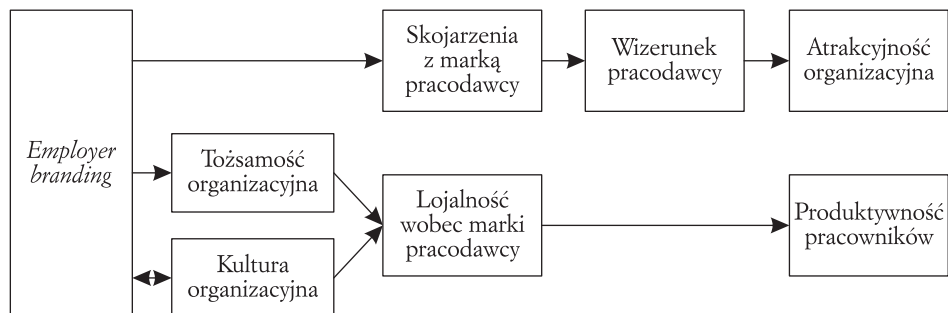 Employer
branding
Skojarzenia
z marką
pracodawcy
Wizerunek
pracodawcy
Atrakcyjność
organizacyjna
Tożsamość
organizacyjna
Kultura
organizacyjna
Lojalność
wobec marki
pracodawcy
Produktywność
pracowników